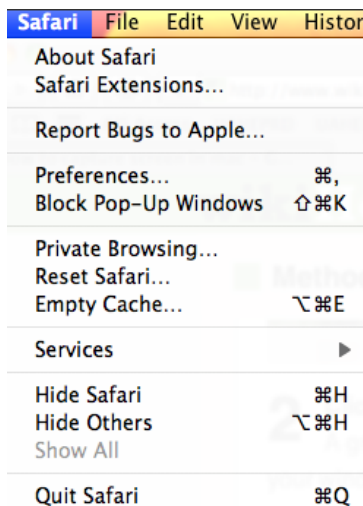 Safari File Edit View Histor
About Safari
Safari Extensions...
Report Bugs to Apple...
Preferences... ⌘,
Block Pop-Up Windows ⇧⌘K
Private Browsing...
Reset Safari...
Empty Cache... ⌥⌘E
Services ▶
Hide Safari ⌘H
Hide Others ⌥⌘H
Show All
Quit Safari ⌘Q